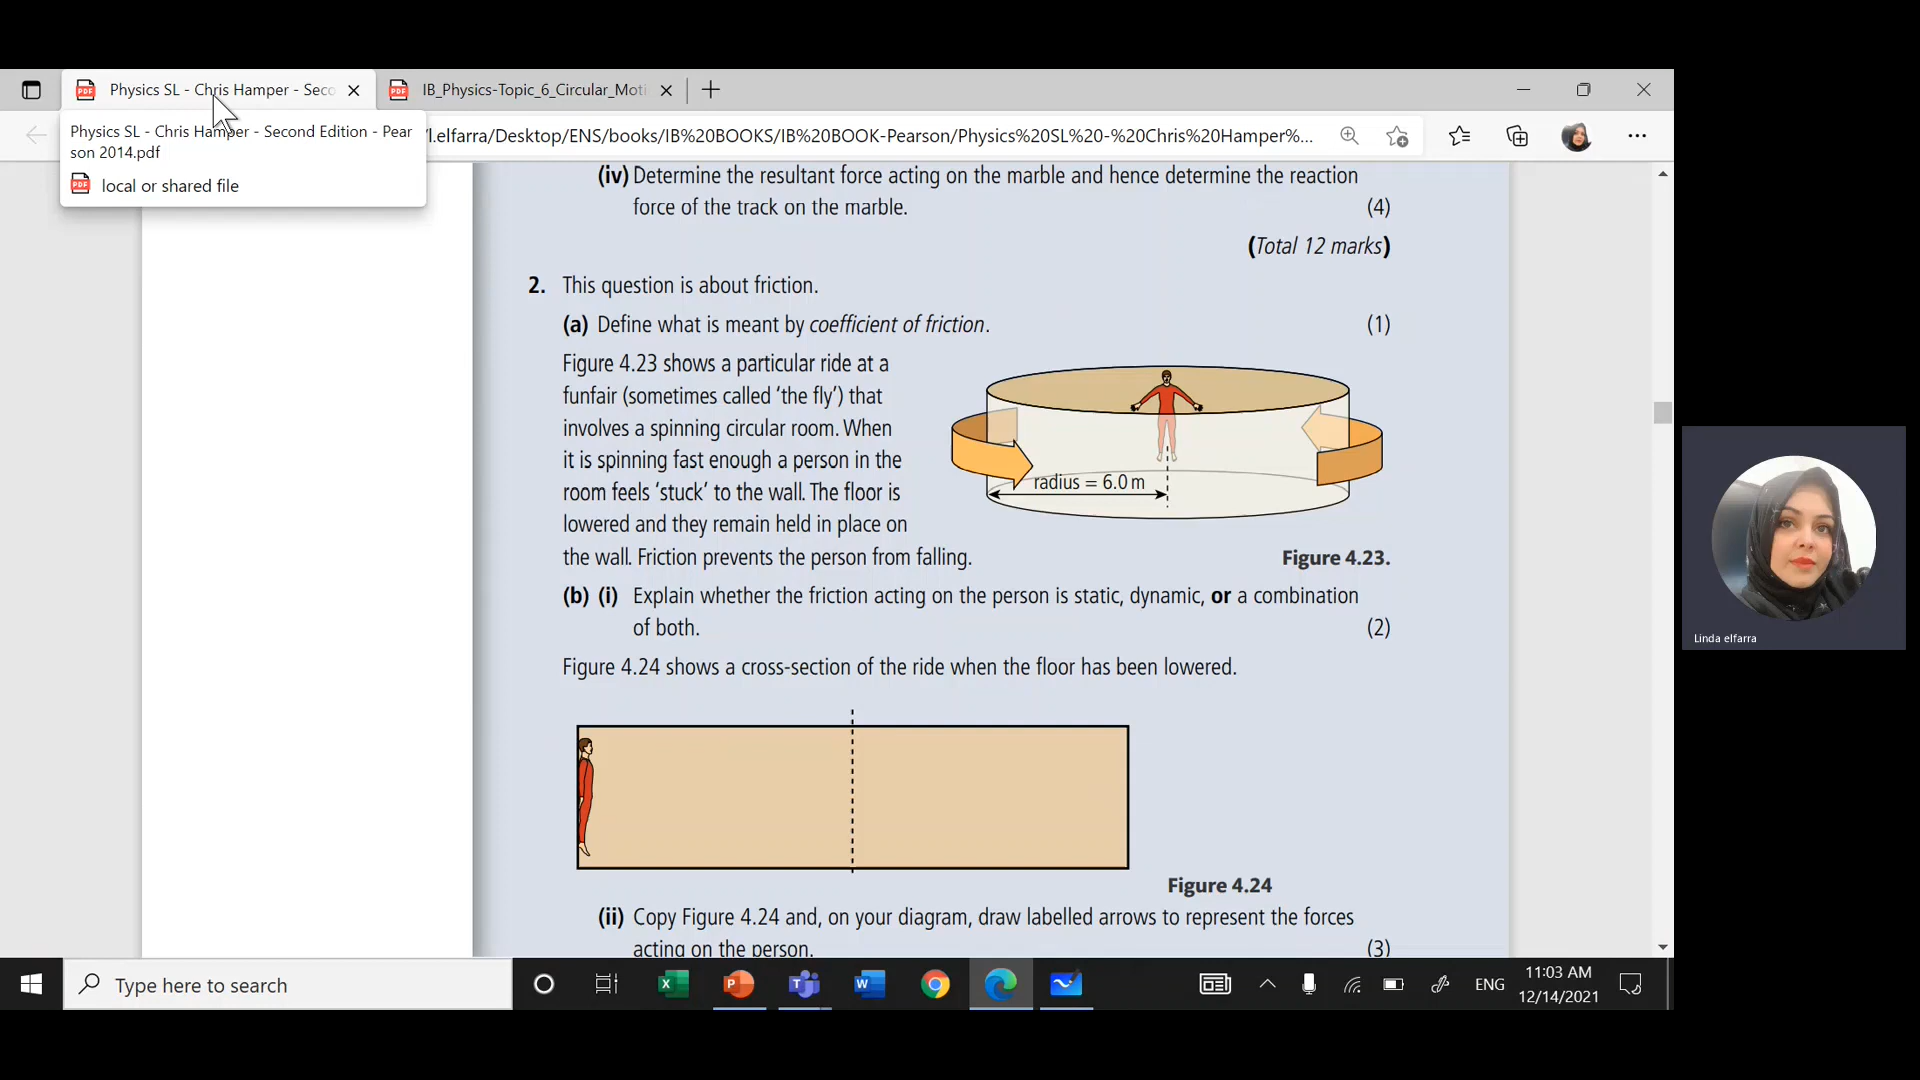 Physics SL - Chris Hamper - Seco
IB_Physics-Topic_6_Circular_Moti
Physics SL - Chris Hamper - Second Edition - Pear
son 2014.pdf
local or shared file
/l.elfarra/Desktop/ENS/books/IB%20BOOKS/IB%20BOOK-Pearson/Physics%20SL%20-%20Chris%20Hamper%...
(iv) Determine the resultant force acting on the marble and hence determine the reaction
force of the track on the marble. (4)
(Total 12 marks)
2. This question is about friction.
(a) Define what is meant by coefficient of friction. (1)
Figure 4.23 shows a particular ride at a
funfair (sometimes called ‘the fly’) that
involves a spinning circular room. When
it is spinning fast enough a person in the
room feels ‘stuck’ to the wall. The floor is
lowered and they remain held in place on
the wall. Friction prevents the person from falling.
radius = 6.0 m
Figure 4.23.
(b) (i) Explain whether the friction acting on the person is static, dynamic, or a combination
of both. (2)
Figure 4.24 shows a cross-section of the ride when the floor has been lowered.
Figure 4.24
(ii) Copy Figure 4.24 and, on your diagram, draw labelled arrows to represent the forces
acting on the person. (3)
Linda elfarra
Type here to search
ENG
11:03 AM
12/14/2021